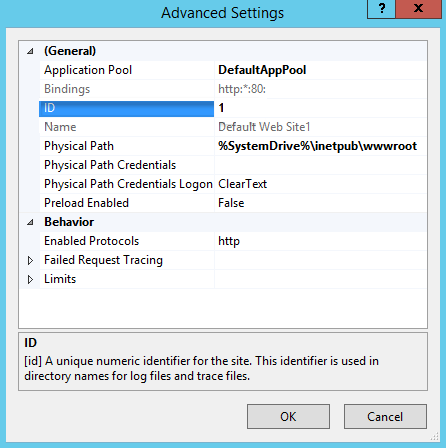 Advanced Settings
? X
(General)
Application Pool DefaultAppPool
Bindings http:*:80:
ID 1
Name Default Web Site1
Physical Path %SystemDrive%\inetpub\wwwroot
Physical Path Credentials
Physical Path Credentials Logon ClearText
Preload Enabled False
Behavior
Enabled Protocols http
Failed Request Tracing
Limits
ID
[id] A unique numeric identifier for the site. This identifier is used in
directory names for log files and trace files.
OK Cancel